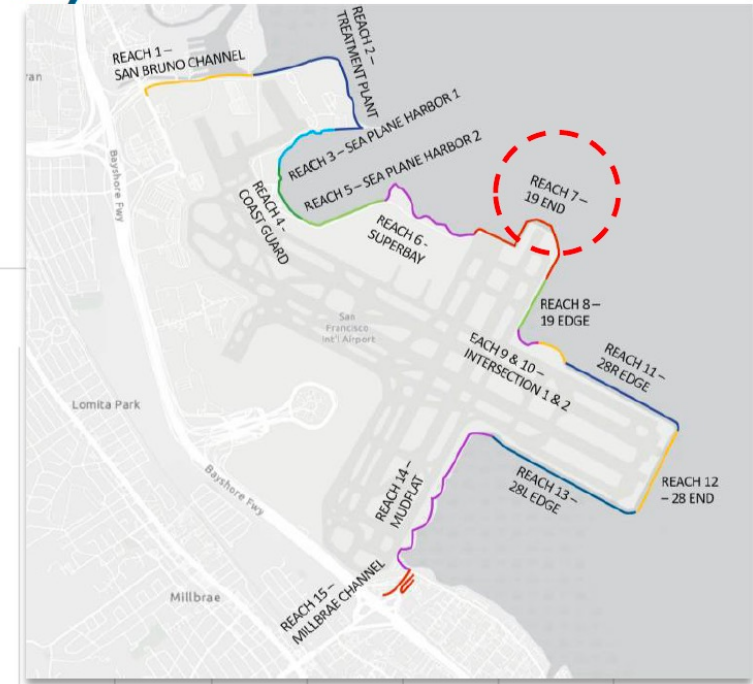 REACH 1 –
SAN BRUNO CHANNEL
REACH 2 –
TREATMENT PLANT
ran
Bayshore Fwy
REACH 3 – SEA PLANE HARBOR 1
REACH 5 – SEA PLANE HARBOR 2
REACH 4 -
COAST GUARD
REACH 6 -
SUPERBAY
REACH 7 –
19 END
REACH 8 –
19 EDGE
San
Francisco
Int'l Airport
EACH 9 & 10 –
INTERSECTION 1 & 2
REACH 11 –
28R EDGE
Lomita Park
Bayshore Fwy
REACH 12
– 28 END
REACH 13 –
28L EDGE
REACH 14 –
MUDFLAT
REACH 15 –
MILLBRAE CHANNEL
Millbrae